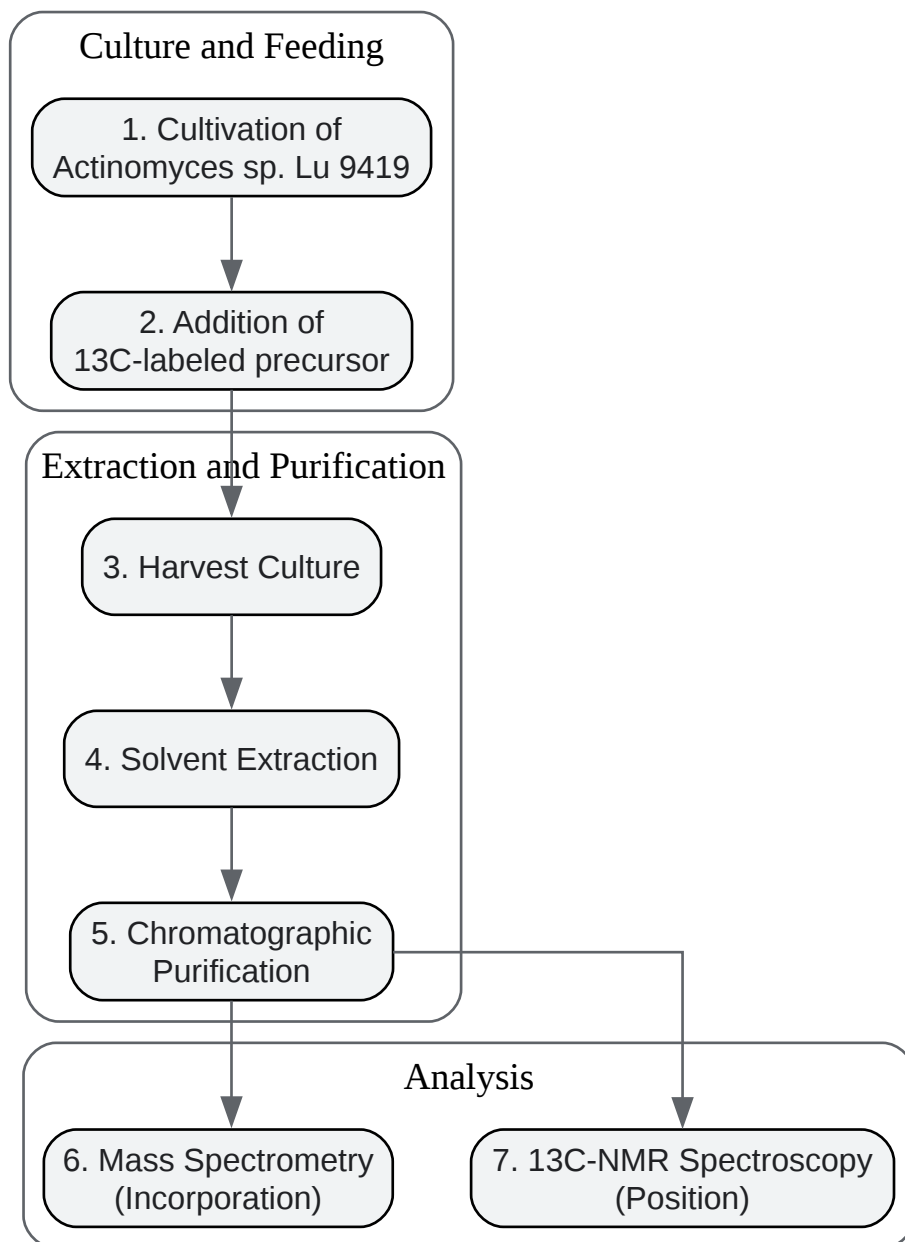 Culture and Feeding
1. Cultivation of
Actinomyces sp. Lu 9419
2. Addition of
13C-labeled precursor
Extraction and Purification
3. Harvest Culture
4. Solvent Extraction
5. Chromatographic
Purification
Analysis
6. Mass Spectrometry
(Incorporation)
7. 13C-NMR Spectroscopy
(Position)